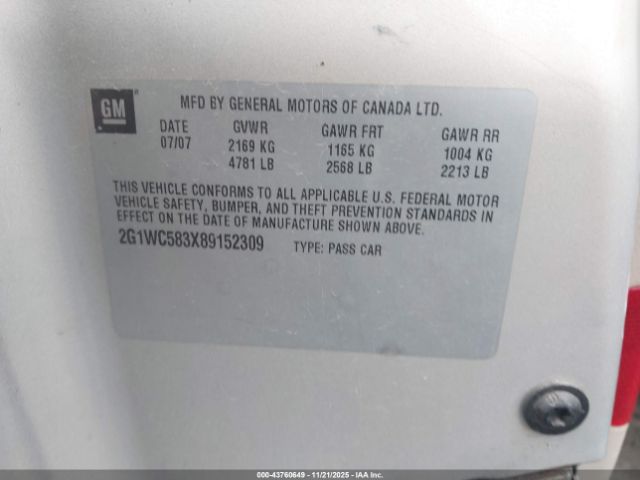 GM
MFD BY GENERAL MOTORS OF CANADA LTD.
DATE GVWR GAWR FRT GAWR RR
07/07 2169 KG 1165 KG 1004 KG
4781 LB 2568 LB 2213 LB
THIS VEHICLE CONFORMS TO ALL APPLICABLE U.S. FEDERAL MOTOR
VEHICLE SAFETY, BUMPER, AND THEFT PREVENTION STANDARDS IN
EFFECT ON THE DATE OF MANUFACTURE SHOWN ABOVE.
2G1WC583X89152309 TYPE: PASS CAR
000-43760649 - 11/21/2025 - IAA Inc.